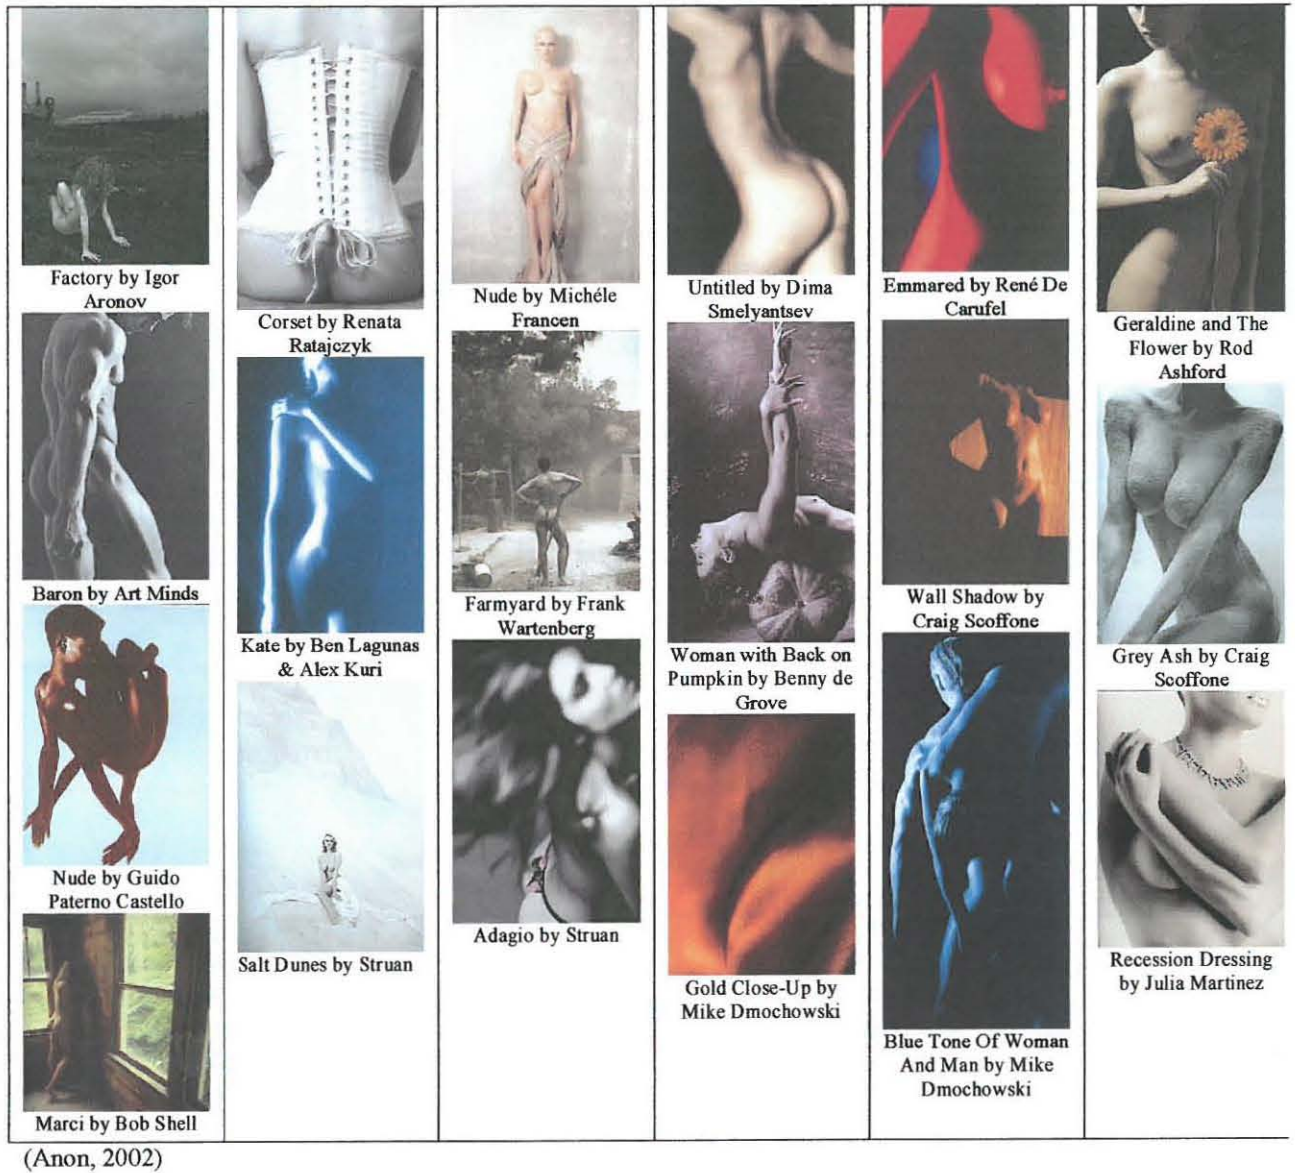 Factory by Igor
Aronov
Baron by Art Minds
Nude by Guido
Paterno Castello
Marci by Bob Shell
Corset by Renata
Ratajczyk
Kate by Ben Lagunas
& Alex Kuri
Salt Dunes by Struan
Nude by Michéle
Francen
Farmyard by Frank
Wartenberg
Adagio by Struan
Untitled by Dima
Smelyantsev
Woman with Back on
Pumpkin by Benny de
Grove
Gold Close-Up by
Mike Dmochowski
Emmared by René De
Carufel
Wall Shadow by
Craig Scoffone
Blue Tone Of Woman
And Man by Mike
Dmochowski
Geraldine and The
Flower by Rod
Ashford
Grey Ash by Craig
Scoffone
Recession Dressing
by Julia Martinez
(Anon, 2002)